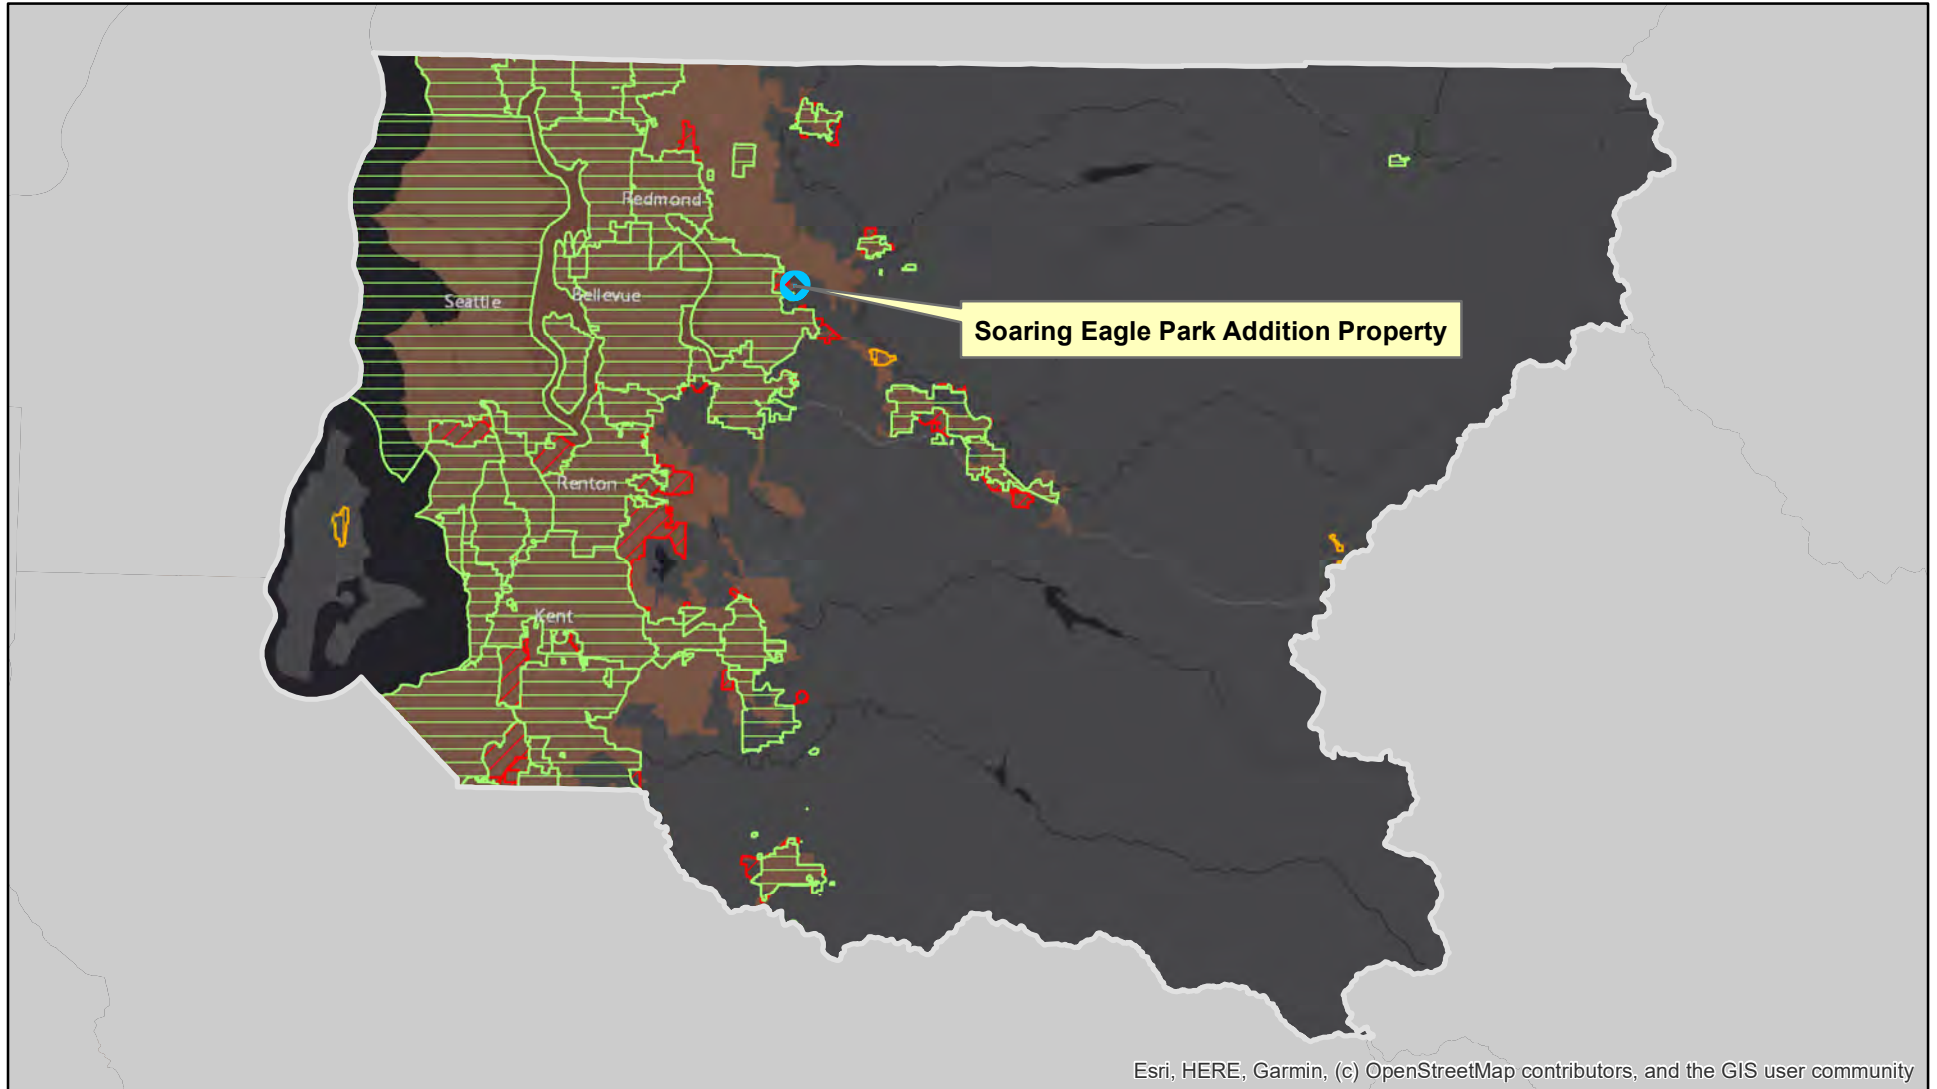 Redmond
Seattle
Bellevue
Soaring Eagle Park Addition Property
Renton
Kent
Esri, HERE, Garmin, (c) OpenStreetMap contributors, and the GIS user community